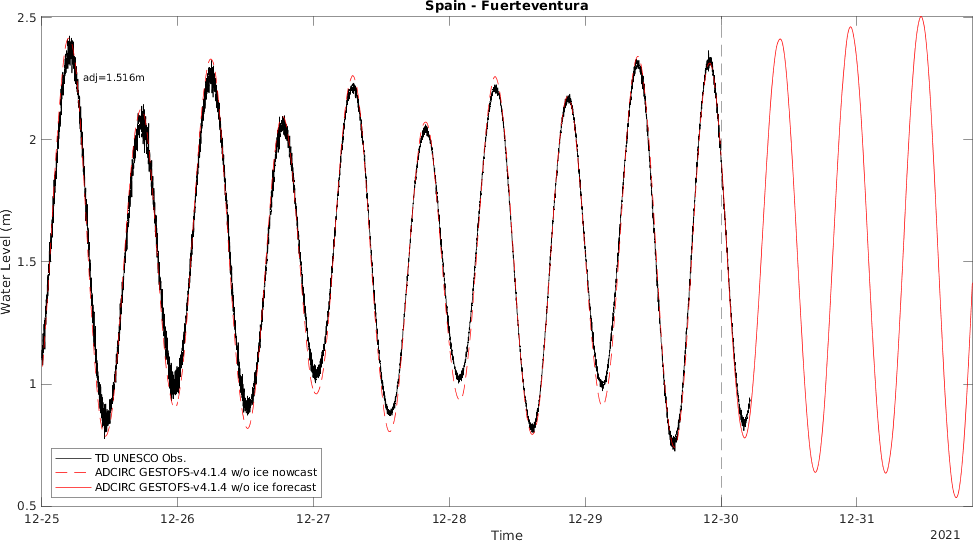 Spain - Fuerteventura
2.5
adj=1.516m
2
1.5
1
0.5
Water Level (m)
TD UNESCO Obs.
ADCIRC GESTOFS-v4.1.4 w/o ice nowcast
ADCIRC GESTOFS-v4.1.4 w/o ice forecast
12-25 12-26 12-27 12-28 12-29 12-30 12-31
Time
2021